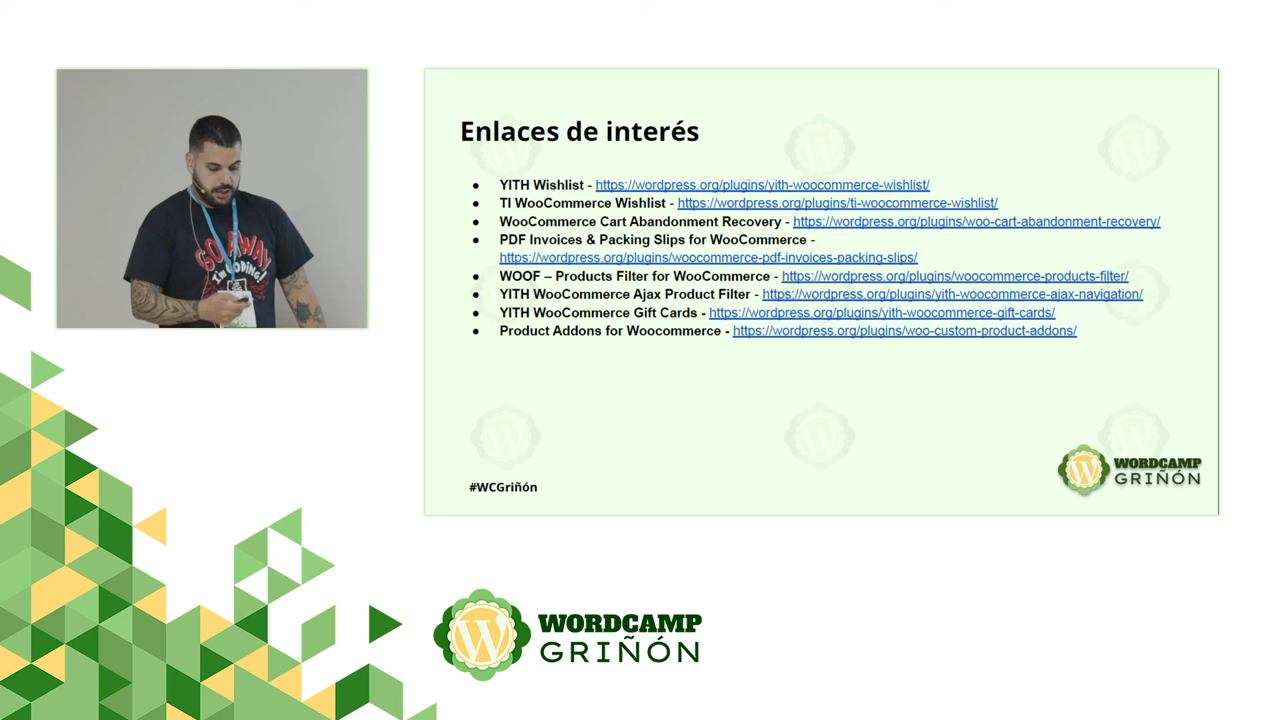 GO AWAY
I'm CODING!
Enlaces de interés
● YITH Wishlist - https://wordpress.org/plugins/yith-woocommerce-wishlist/
● TI WooCommerce Wishlist - https://wordpress.org/plugins/ti-woocommerce-wishlist/
● WooCommerce Cart Abandonment Recovery - https://wordpress.org/plugins/woo-cart-abandonment-recovery/
● PDF Invoices & Packing Slips for WooCommerce -
https://wordpress.org/plugins/woocommerce-pdf-invoices-packing-slips/
● WOOF – Products Filter for WooCommerce - https://wordpress.org/plugins/woocommerce-products-filter/
● YITH WooCommerce Ajax Product Filter - https://wordpress.org/plugins/yith-woocommerce-ajax-navigation/
● YITH WooCommerce Gift Cards - https://wordpress.org/plugins/yith-woocommerce-gift-cards/
● Product Addons for Woocommerce - https://wordpress.org/plugins/woo-custom-product-addons/
#WCGriñón
WORDCAMP
GRIÑÓN
WORDCAMP
GRIÑÓN